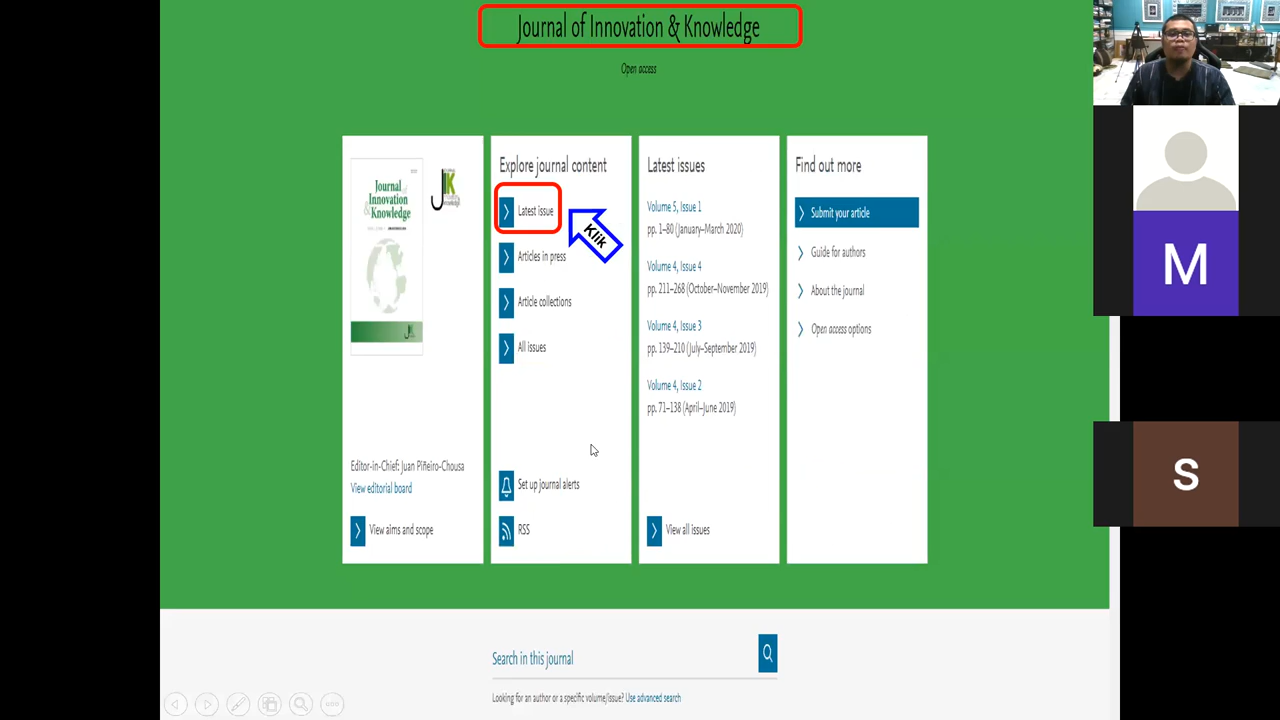 Journal of Innovation & Knowledge
Open access
Journal of
Innovation
& Knowledge
Editor-in-Chief: Juan Piñeiro-Chousa
View editorial board
View aims and scope
Explore journal content
Latest issue
Klik
Articles in press
Article collections
All issues
Set up journal alerts
RSS
Latest issues
Volume 5, Issue 1
pp. 1–80 (January–March 2020)
Volume 4, Issue 4
pp. 211–268 (October–November 2019)
Volume 4, Issue 3
pp. 139–210 (July–September 2019)
Volume 4, Issue 2
pp. 71–138 (April–June 2019)
View all issues
Find out more
Submit your article
Guide for authors
About the journal
Open access options
Search in this journal
Looking for an author or a specific volume/issue? Use advanced search
M
S